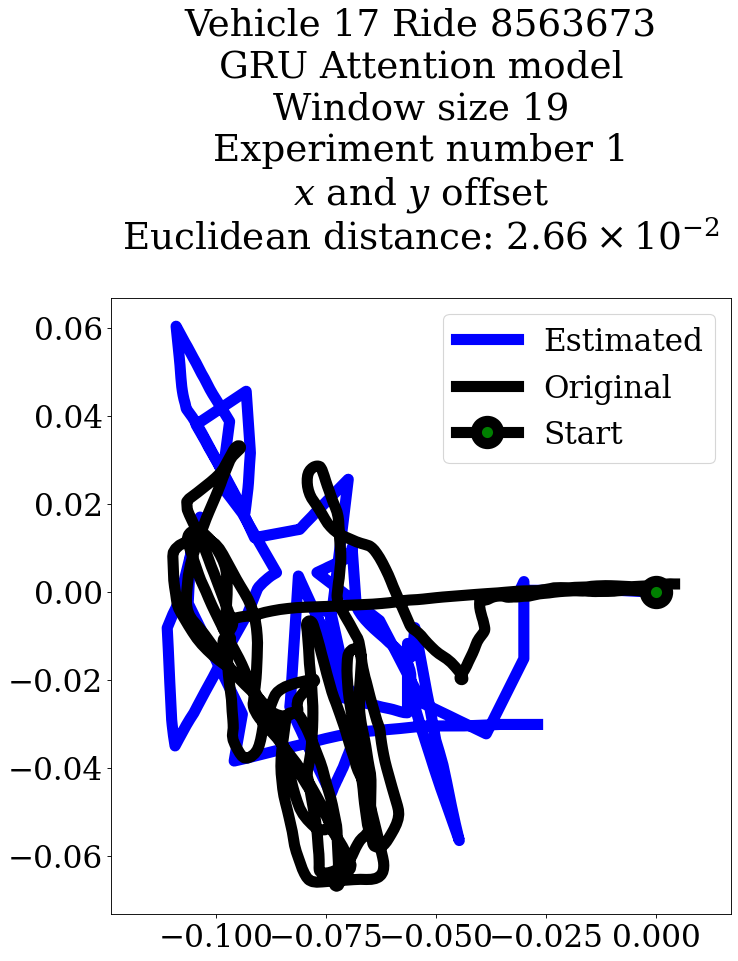 Vehicle 17 Ride 8563673
GRU Attention model
Window size 19
Experiment number 1
x and y offset
Euclidean distance: 2.66 × 10⁻²
Estimated
Original
Start
0.06
0.04
0.02
0.00
−0.02
−0.04
−0.06
−0.100 −0.075 −0.050 −0.025 0.000